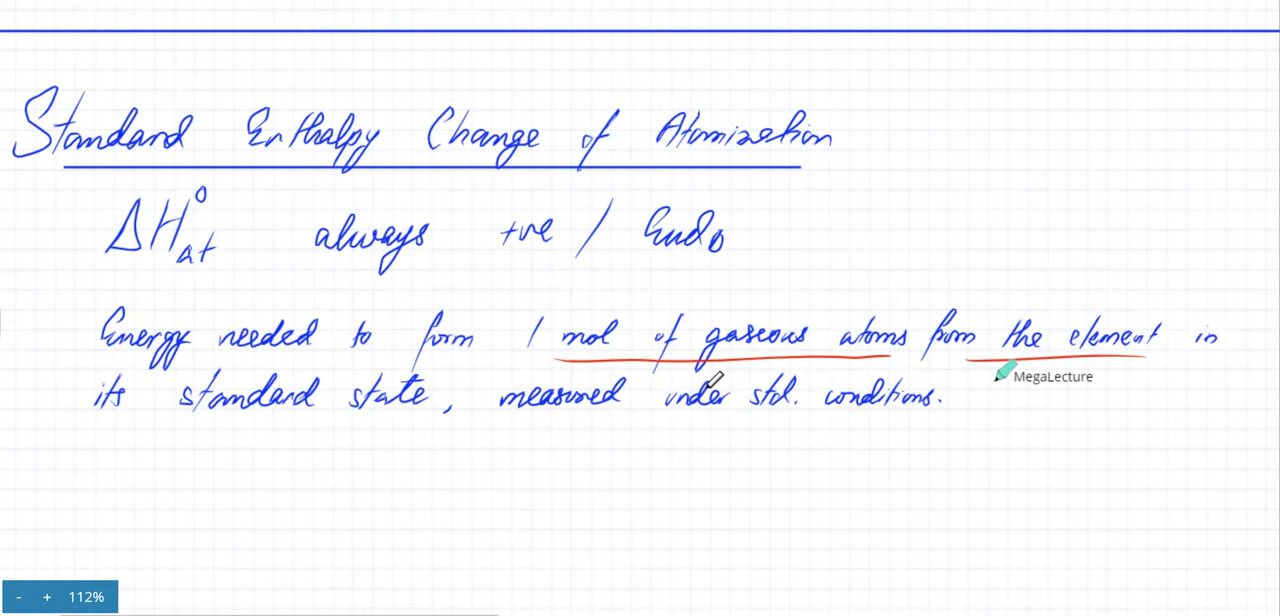 Standard Enthalpy Change of Atomization
ΔH°at always +ve / Endo
Energy needed to form 1 mol of gaseous atoms from the element in
its standard state, measured under std. conditions.
MegaLecture
- + 112%